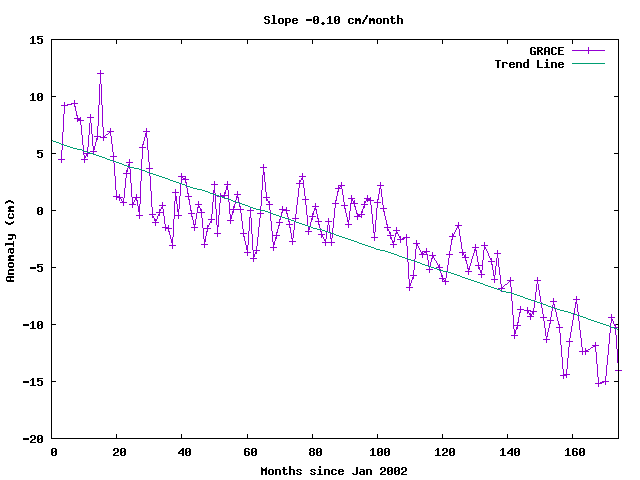 Slope -0.10 cm/month
GRACE
Trend Line
15
10
5
0
-5
-10
-15
-20
Anomaly (cm)
0 20 40 60 80 100 120 140 160
Months since Jan 2002